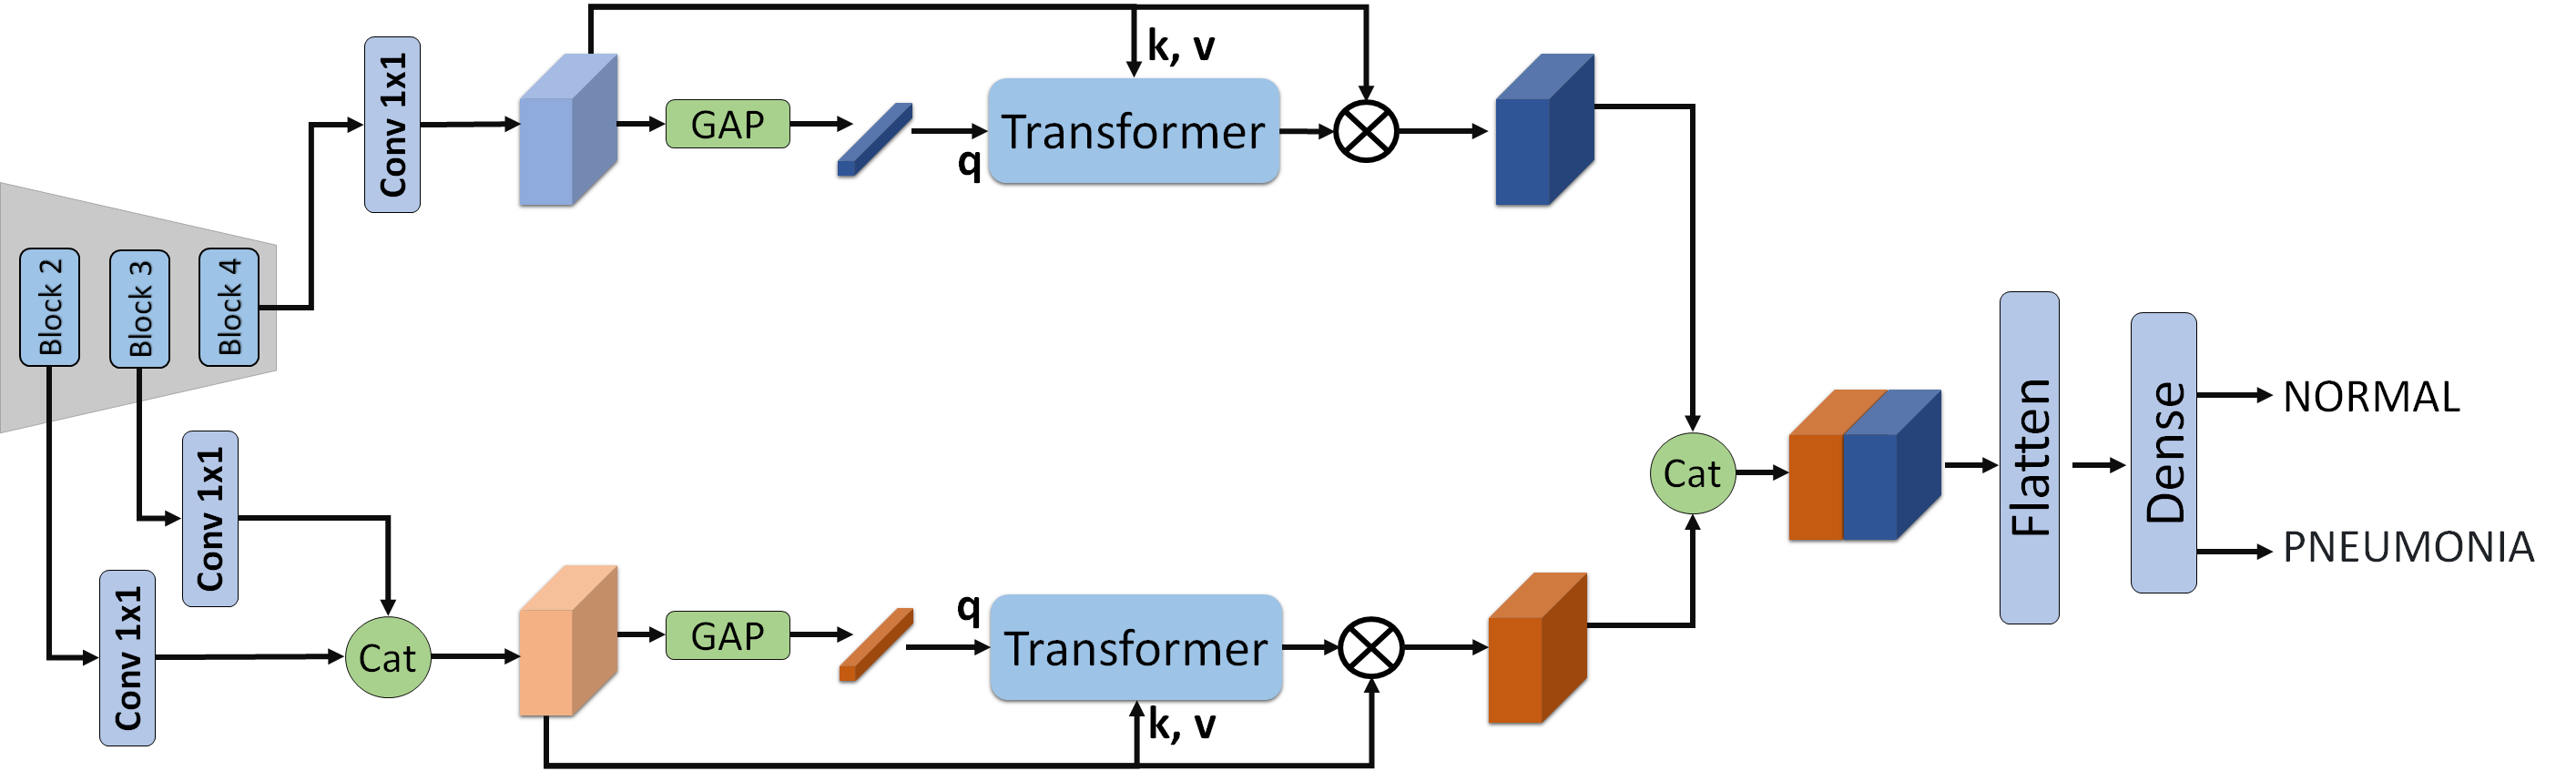 Conv 1x1
GAP
k, v
q
Transformer
Block 2
Block 3
Block 4
Conv 1x1
Conv 1x1
Cat
GAP
q
Transformer
k, v
Cat
Flatten
Dense
NORMAL
PNEUMONIA